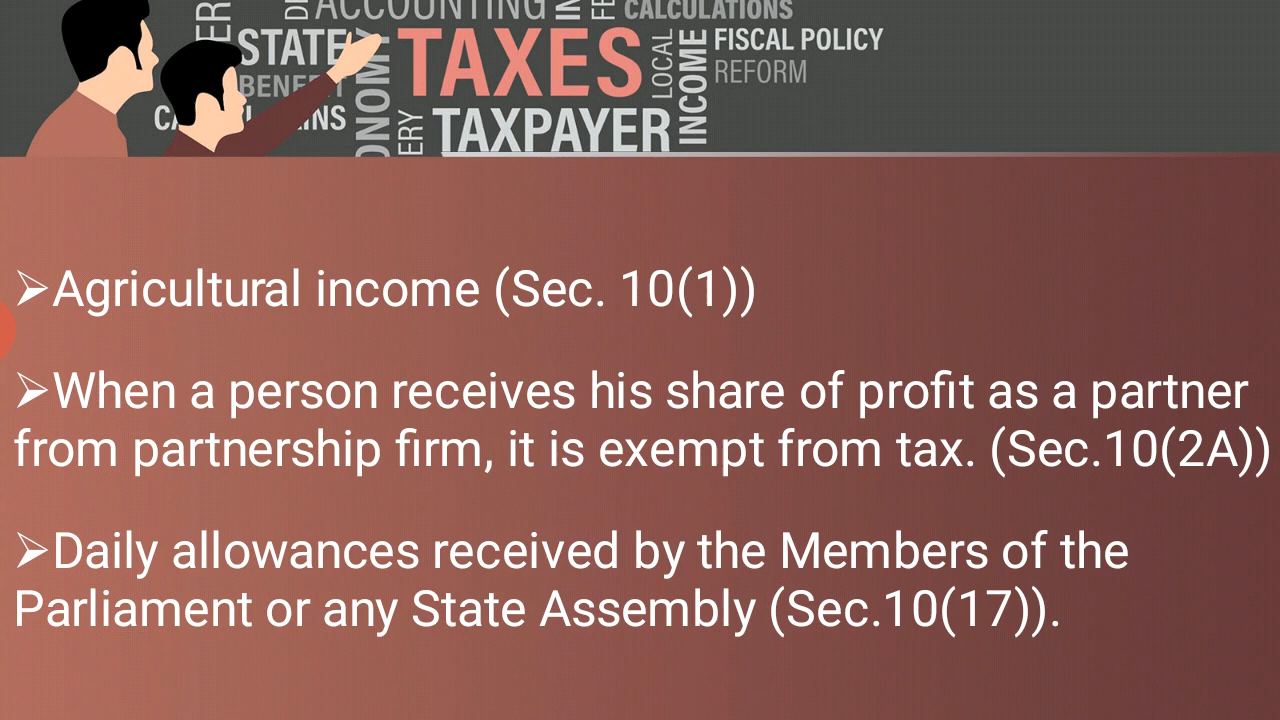 ACCOUNTING
CALCULATIONS
STATE
TAXES
LOCAL
INCOME
FISCAL POLICY
REFORM
TAXPAYER
➢Agricultural income (Sec. 10(1))
➢When a person receives his share of profit as a partner
from partnership firm, it is exempt from tax. (Sec.10(2A))
➢Daily allowances received by the Members of the
Parliament or any State Assembly (Sec.10(17)).